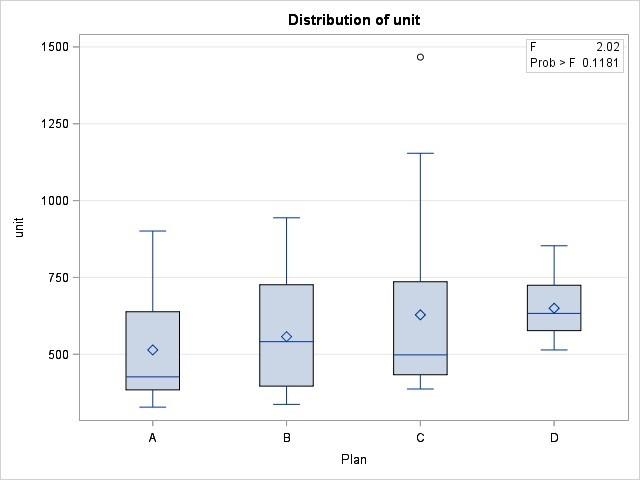 Distribution of unit
F 2.02
Prob > F 0.1181
1500
1250
1000
750
500
unit
A B C D
Plan